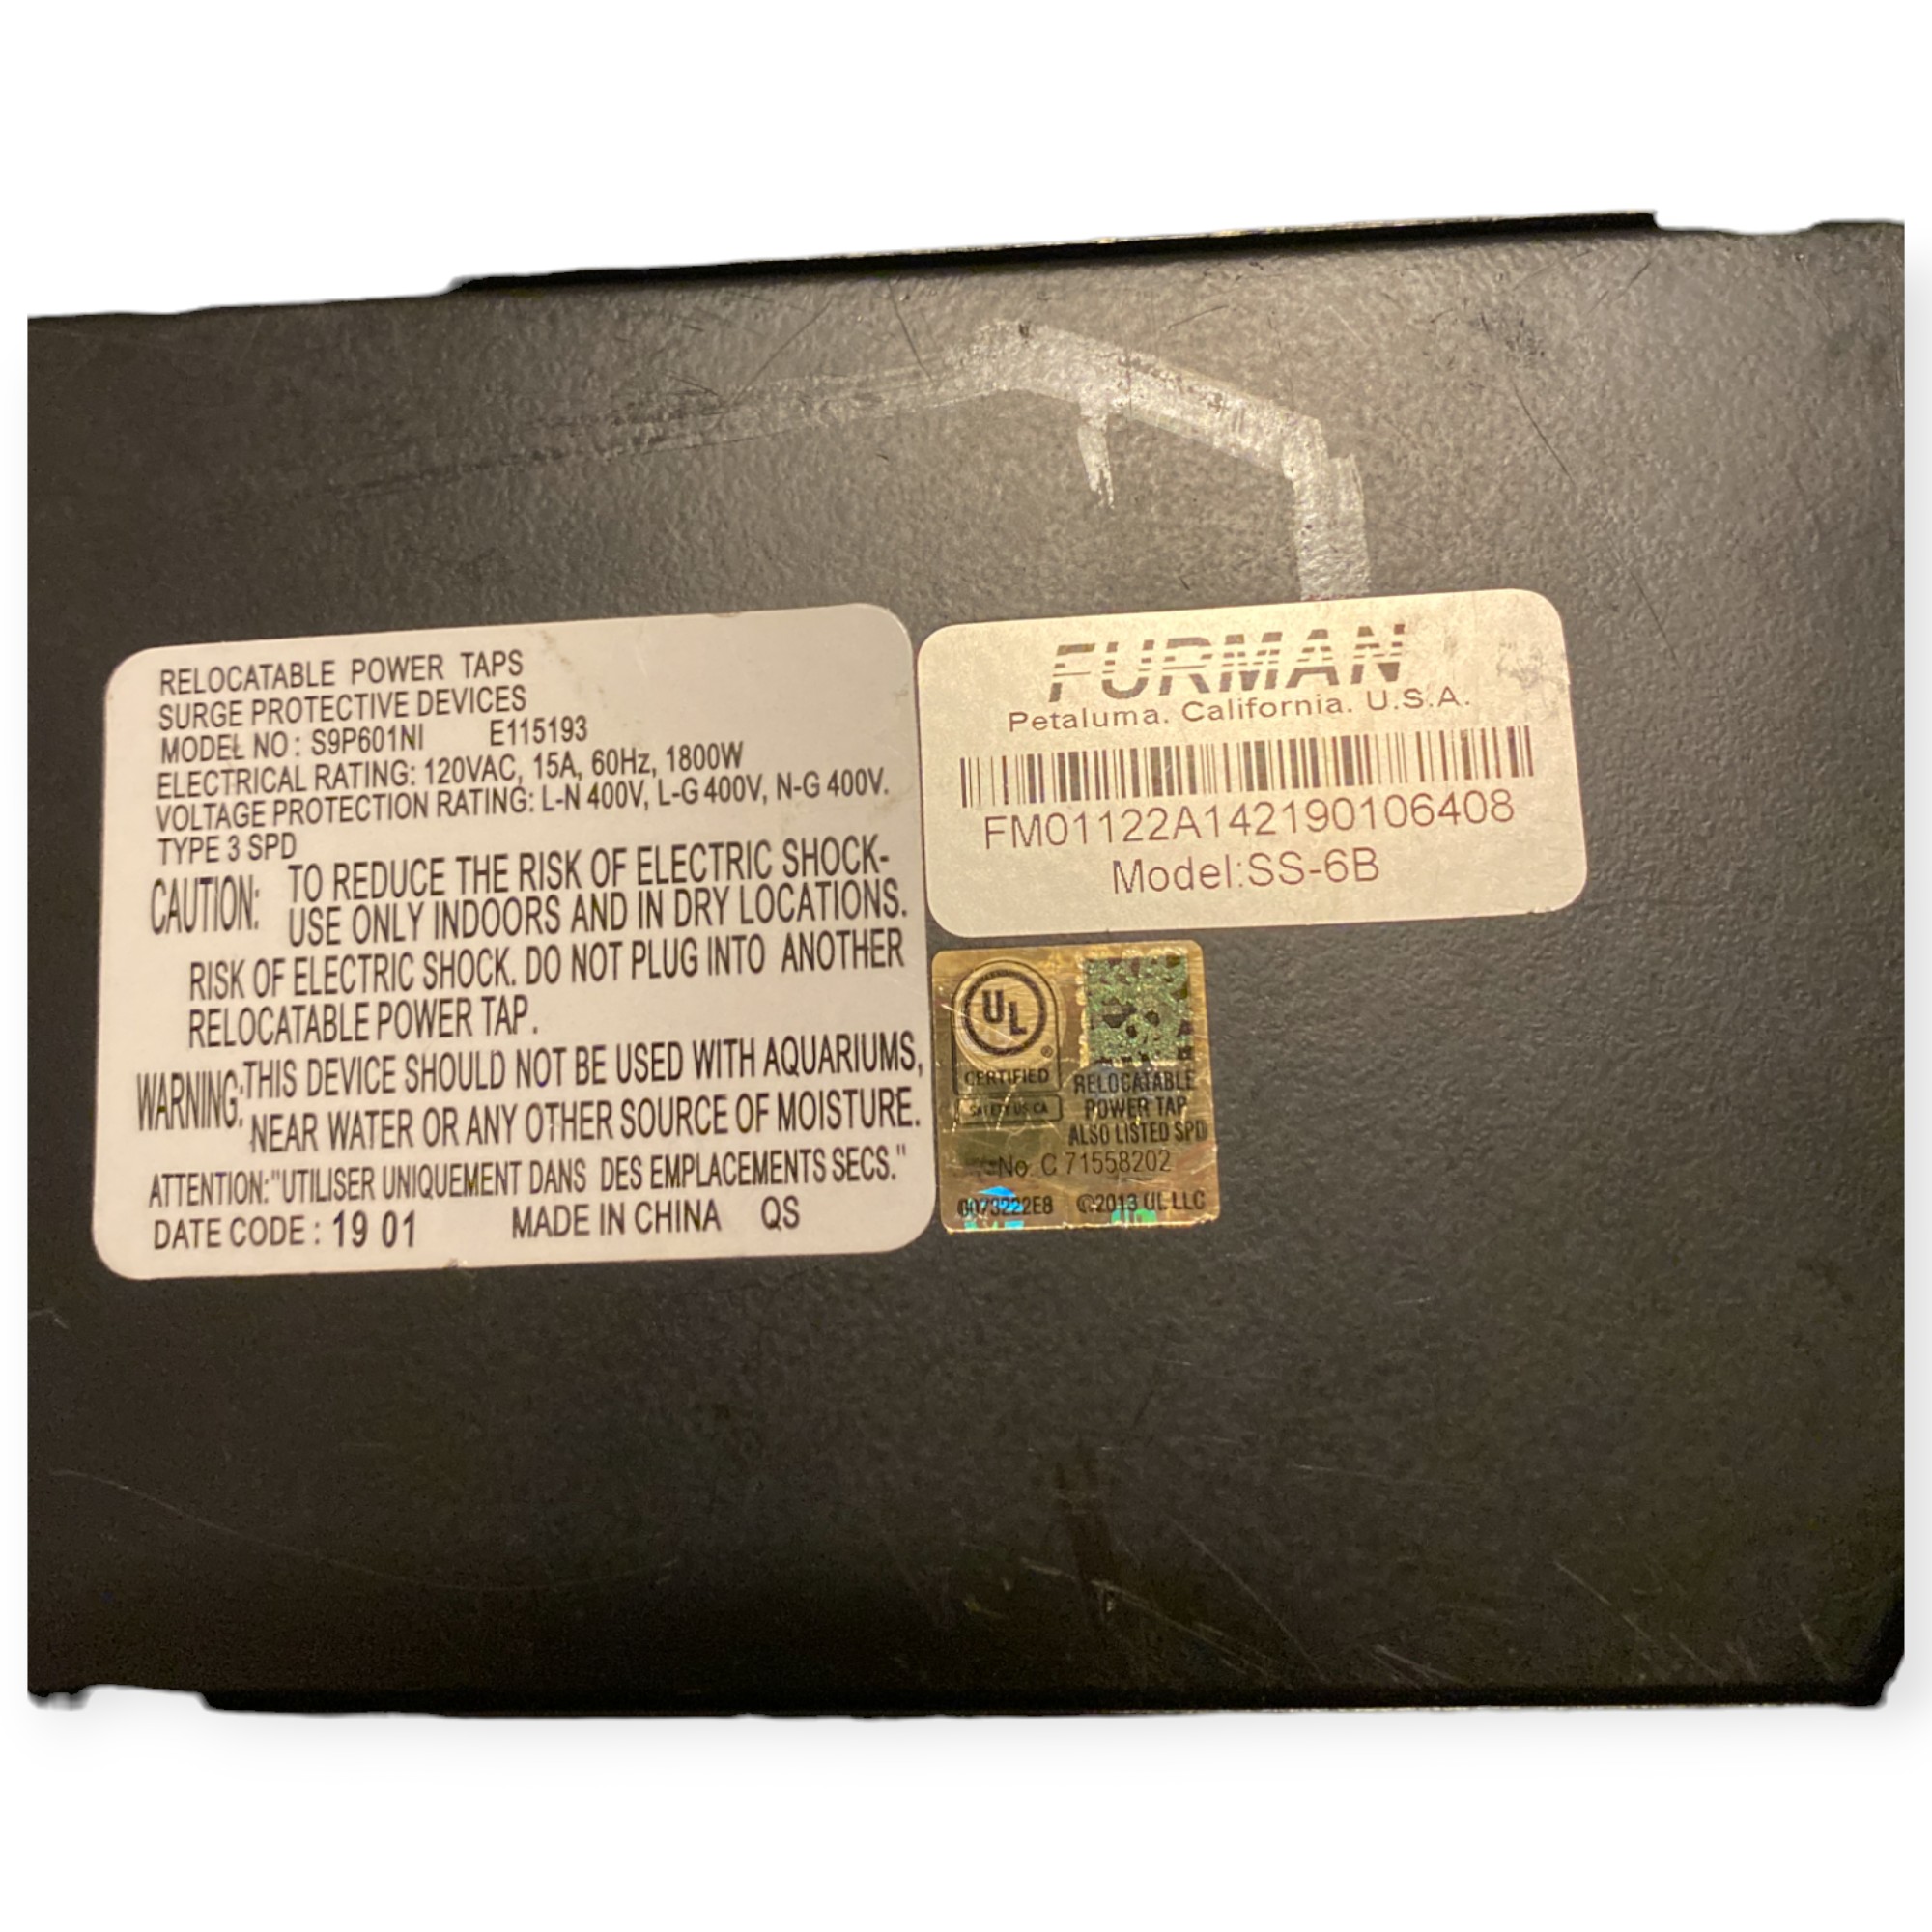 RELOCATABLE POWER TAPS
SURGE PROTECTIVE DEVICES
MODEL NO: S9P601NI E115193
ELECTRICAL RATING: 120VAC, 15A, 60Hz, 1800W
VOLTAGE PROTECTION RATING: L-N 400V, L-G 400V, N-G 400V.
TYPE 3 SPD
CAUTION: TO REDUCE THE RISK OF ELECTRIC SHOCK-
USE ONLY INDOORS AND IN DRY LOCATIONS.
RISK OF ELECTRIC SHOCK. DO NOT PLUG INTO ANOTHER
RELOCATABLE POWER TAP.
WARNING: THIS DEVICE SHOULD NOT BE USED WITH AQUARIUMS,
NEAR WATER OR ANY OTHER SOURCE OF MOISTURE.
ATTENTION:"UTILISER UNIQUEMENT DANS DES EMPLACEMENTS SECS."
DATE CODE: 19 01 MADE IN CHINA QS
FURMAN
Petaluma. California. U.S.A.
FM01122A142190106408
Model:SS-6B
UL
CERTIFIED
SAFETY US CA
RELOCATABLE
POWER TAP
ALSO LISTED SPD
No. C 71558202
0073222E8 ©2013 UL LLC